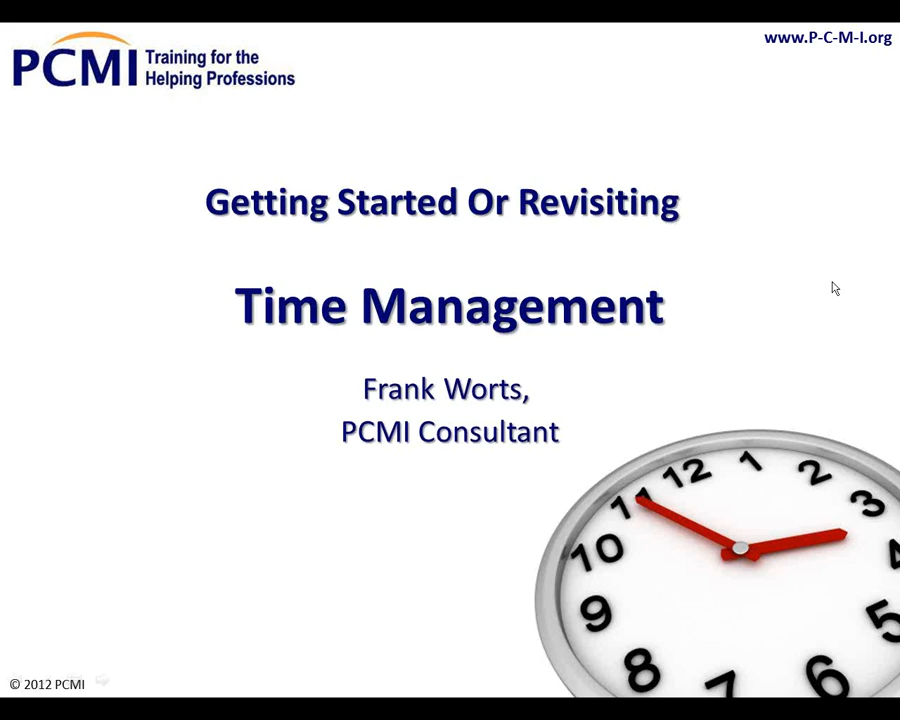 PCMI Training for the
Helping Professions
www.P-C-M-I.org
Getting Started Or Revisiting
Time Management
Frank Worts,
PCMI Consultant
12
1
2
3
4
5
6
7
8
9
10
11
© 2012 PCMI